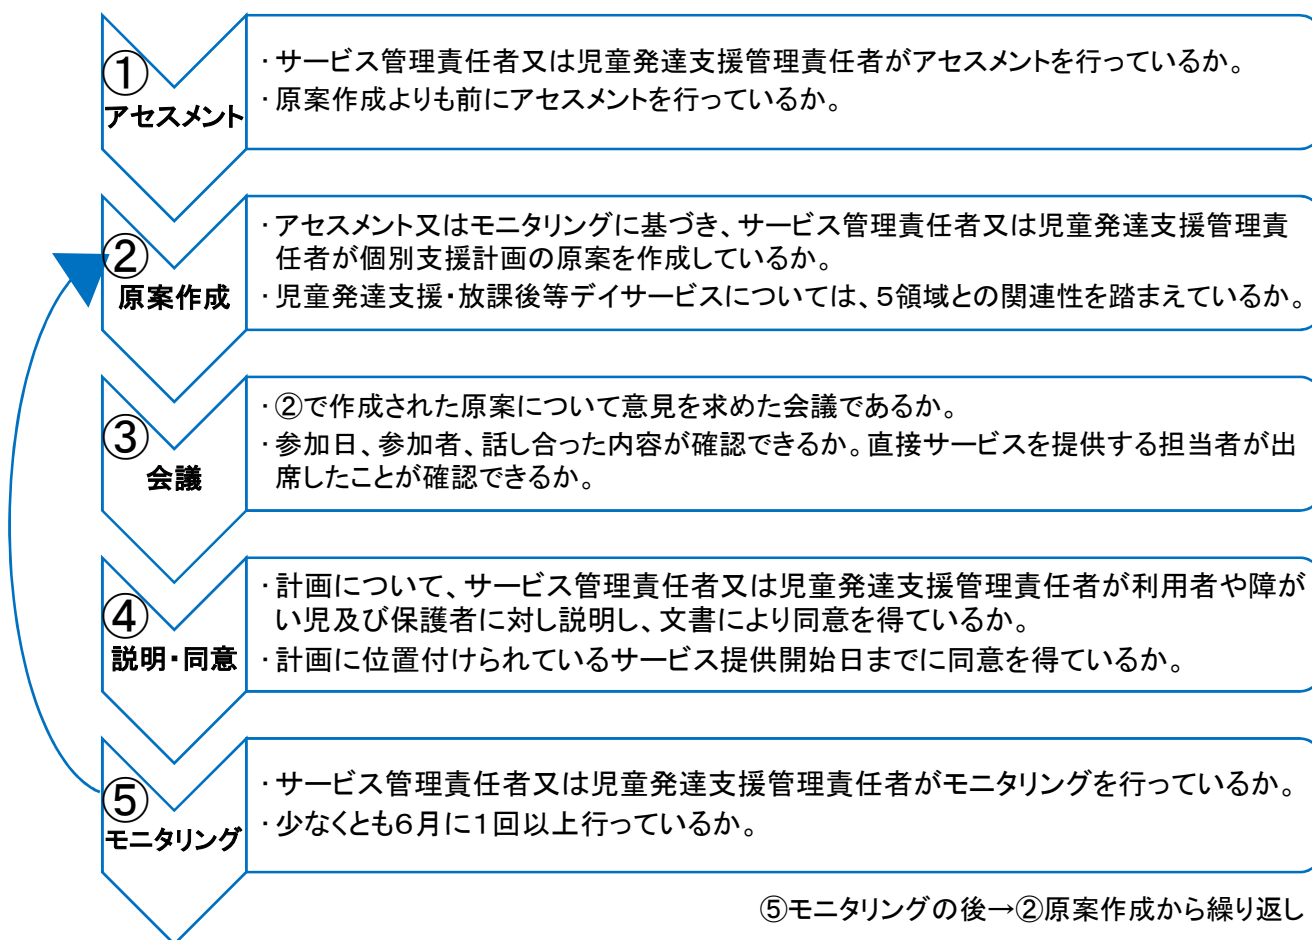 ①
アセスメント
・サービス管理責任者又は児童発達支援管理責任者がアセスメントを行っているか。
・原案作成よりも前にアセスメントを行っているか。
②
原案作成
・アセスメント又はモニタリングに基づき、サービス管理責任者又は児童発達支援管理責
任者が個別支援計画の原案を作成しているか。
・児童発達支援・放課後等デイサービスについては、5領域との関連性を踏まえているか。
③
会議
・②で作成された原案について意見を求めた会議であるか。
・参加日、参加者、話し合った内容が確認できるか。直接サービスを提供する担当者が出
席したことが確認できるか。
④
説明・同意
・計画について、サービス管理責任者又は児童発達支援管理責任者が利用者や障が
い児及び保護者に対し説明し、文書により同意を得ているか。
・計画に位置付けられているサービス提供開始日までに同意を得ているか。
⑤
モニタリング
・サービス管理責任者又は児童発達支援管理責任者がモニタリングを行っているか。
・少なくとも6月に1回以上行っているか。
⑤モニタリングの後→②原案作成から繰り返し